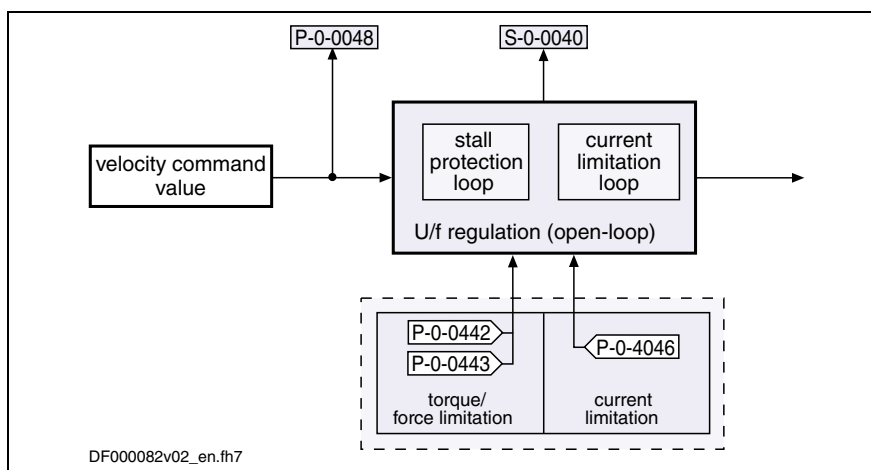 P-0-0048
S-0-0040
velocity command
value
stall
protection
loop
current
limitation
loop
U/f regulation (open-loop)
P-0-0442
P-0-0443
P-0-4046
torque/
force limitation
current
limitation
DF000082v02_en.fh7